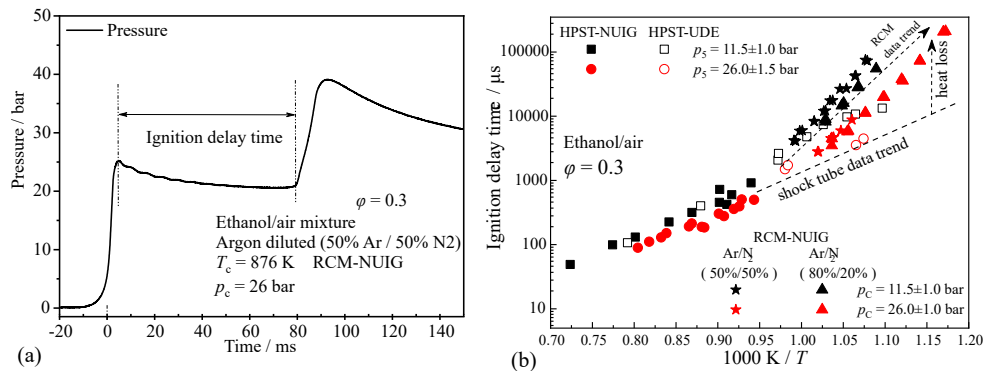 50
40
30
20
10
0
Pressure / bar
Pressure
Ignition delay time
φ = 0.3
Ethanol/air mixture
Argon diluted (50% Ar / 50% N2)
Tc = 876 K RCM-NUIG
pc = 26 bar
-20 0 20 40 60 80 100 120 140
Time / ms
(a)
100000
10000
1000
100
10
Ignition delay time / μs
HPST-NUIG HPST-UDE
p5 = 11.5±1.0 bar
p5 = 26.0±1.5 bar
RCM
data trend
heat loss
Ethanol/air
φ = 0.3
shock tube data trend
RCM-NUIG
Ar/N2 Ar/N2
( 50%/50%) ( 80%/20%)
pC = 11.5±1.0 bar
pC = 26.0±1.0 bar
0.70 0.75 0.80 0.85 0.90 0.95 1.00 1.05 1.10 1.15 1.20
1000 K / T
(b)